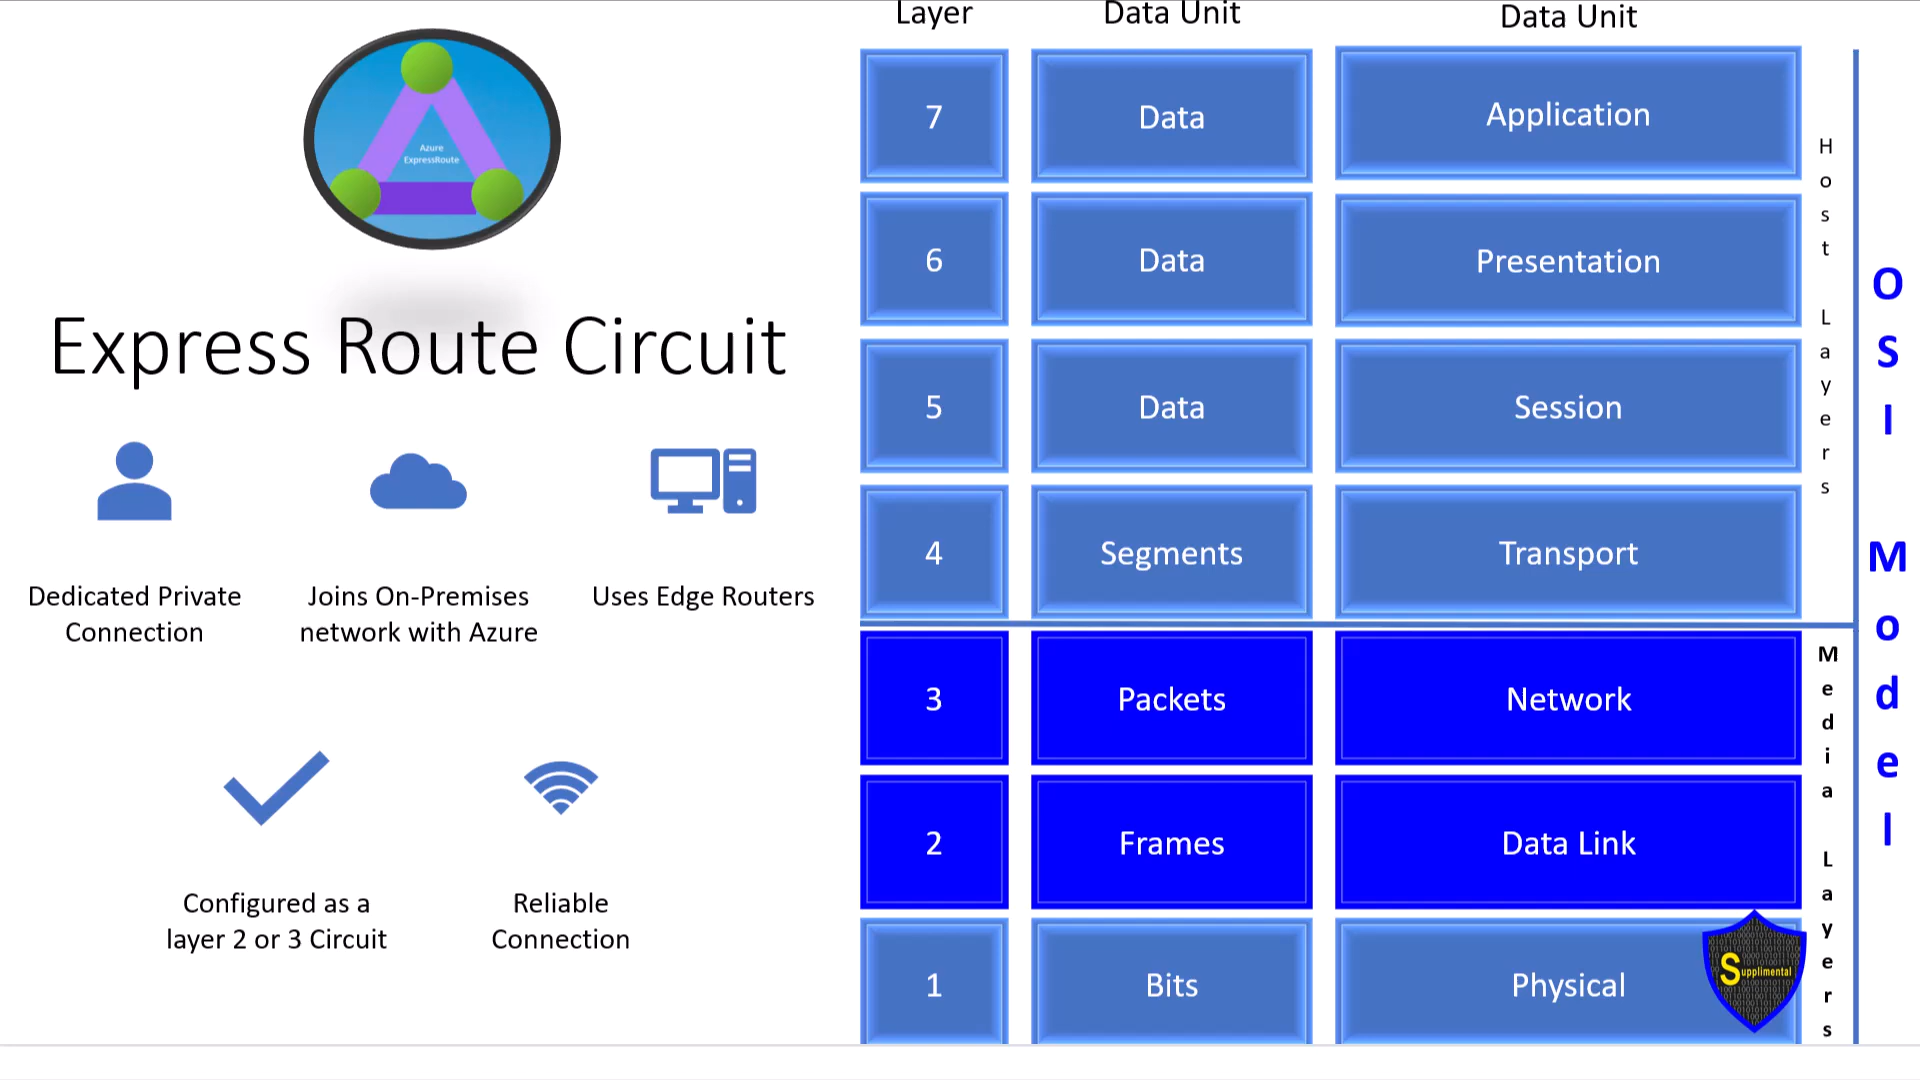 Azure
ExpressRoute
Express Route Circuit
Dedicated Private
Connection
Joins On-Premises
network with Azure
Uses Edge Routers
Configured as a
layer 2 or 3 Circuit
Reliable
Connection
Layer Data Unit Data Unit
7 Data Application
6 Data Presentation
5 Data Session
4 Segments Transport
3 Packets Network
2 Frames Data Link
1 Bits Physical
Host Layers
Media Layers
OSI Model
Supplimental